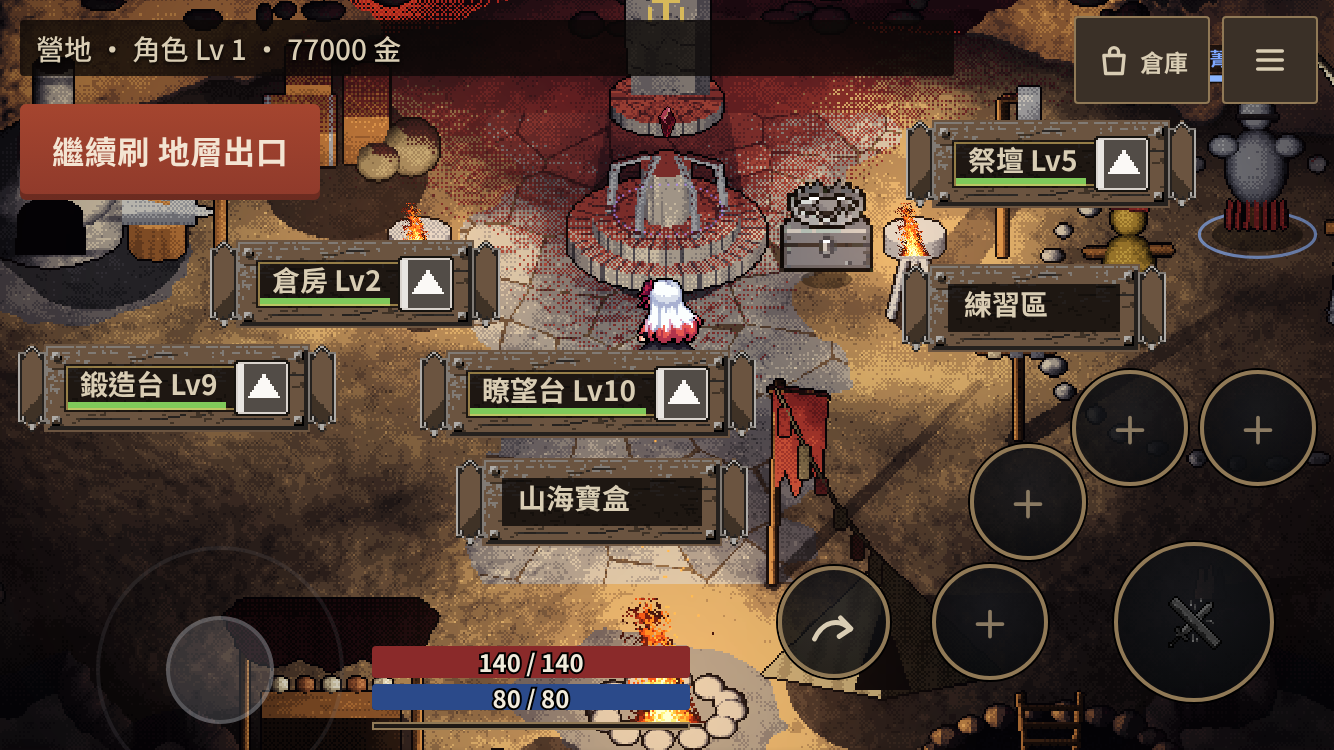 營地 · 角色 Lv 1 · 77000 金
倉庫
繼續刷 地層出口
祭壇 Lv5
倉房 Lv2
練習區
鍛造台 Lv9
瞭望台 Lv10
山海寶盒
140 / 140
80 / 80